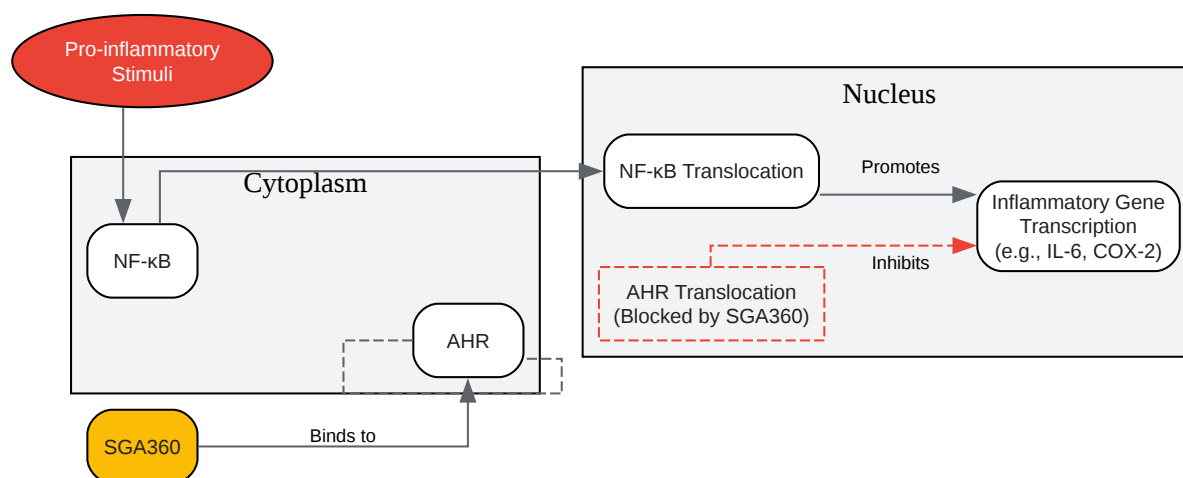 Pro-inflammatory
Stimuli
Cytoplasm
NF-κB
AHR
SGA360
Binds to
Nucleus
NF-κB Translocation
Promotes
Inflammatory Gene
Transcription
(e.g., IL-6, COX-2)
Inhibits
AHR Translocation
(Blocked by SGA360)